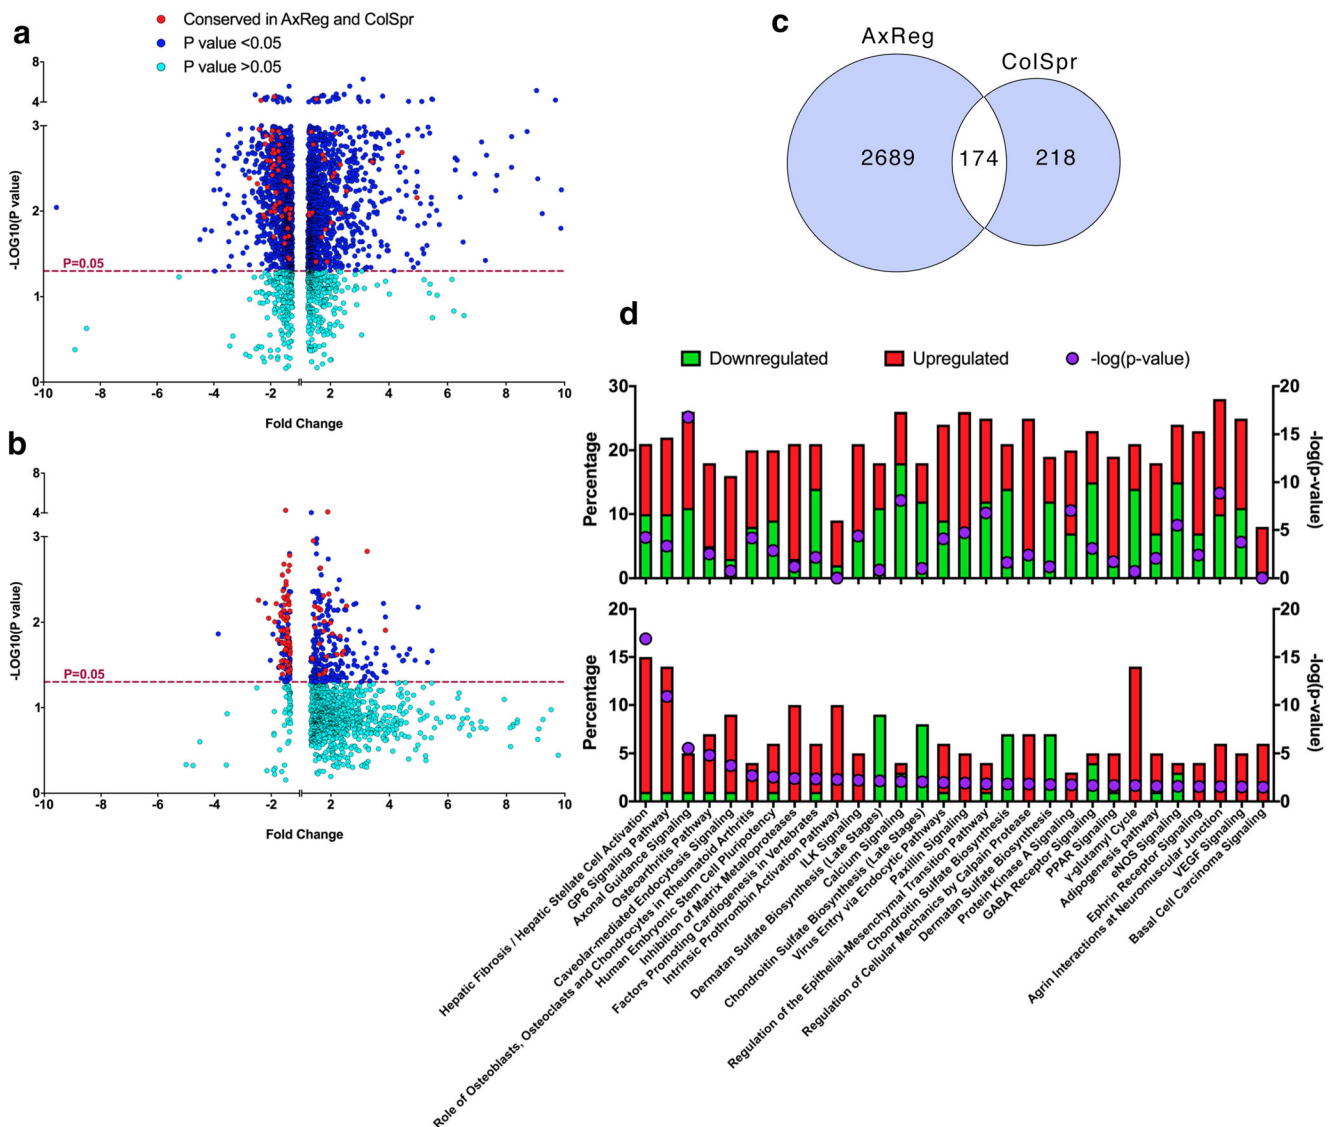 a
Conserved in AxReg and ColSpr
P value <0.05
P value >0.05
8
4
3
2
1
0
-LOG10(P value)
P=0.05
-10
-8
-6
-4
-2
2
4
6
8
10
Fold Change
b
8
4
3
2
1
0
-LOG10(P value)
P=0.05
-10
-8
-6
-4
-2
2
4
6
8
10
Fold Change
c
AxReg
ColSpr
2689
174
218
d
Downregulated
Upregulated
-log(p-value)
30
20
10
0
Percentage
20
15
10
5
0
-log(p-value)
20
15
10
5
0
Percentage
20
15
10
5
0
-log(p-value)
Hepatic Fibrosis / Hepatic Stellate Cell Activation
GP6 Signaling Pathway
Axonal Guidance Signaling
Osteoarthritis Pathway
Caveolar-mediated Endocytosis Signaling
Role of Osteoblasts, Osteoclasts and Chondrocytes in Rheumatoid Arthritis
Human Embryonic Stem Cell Pluripotency
Inhibition of Matrix Metalloproteases
Factors Promoting Cardiogenesis in Vertebrates
Intrinsic Prothrombin Activation Pathway
ILK Signaling
Dermatan Sulfate Biosynthesis (Late Stages)
Calcium Signaling
Chondroitin Sulfate Biosynthesis (Late Stages)
Virus Entry via Endocytic Pathways
Paxilin Signaling
Regulation of the Epithelial-Mesenchymal Transition Pathway
Chondroitin Sulfate Biosynthesis
Regulation of Cellular Mechanics by Calpain Protease
Dermatan Sulfate Biosynthesis
Protein Kinase A Signaling
GABA Receptor Signaling
PPAR Signaling
γ-glutamyl Cycle
Adipogenesis pathway
eNOS Signaling
Ephrin Receptor Signaling
Agrin Interactions at Neuromuscular Junction
VEGF Signaling
Basal Cell Carcinoma Signaling